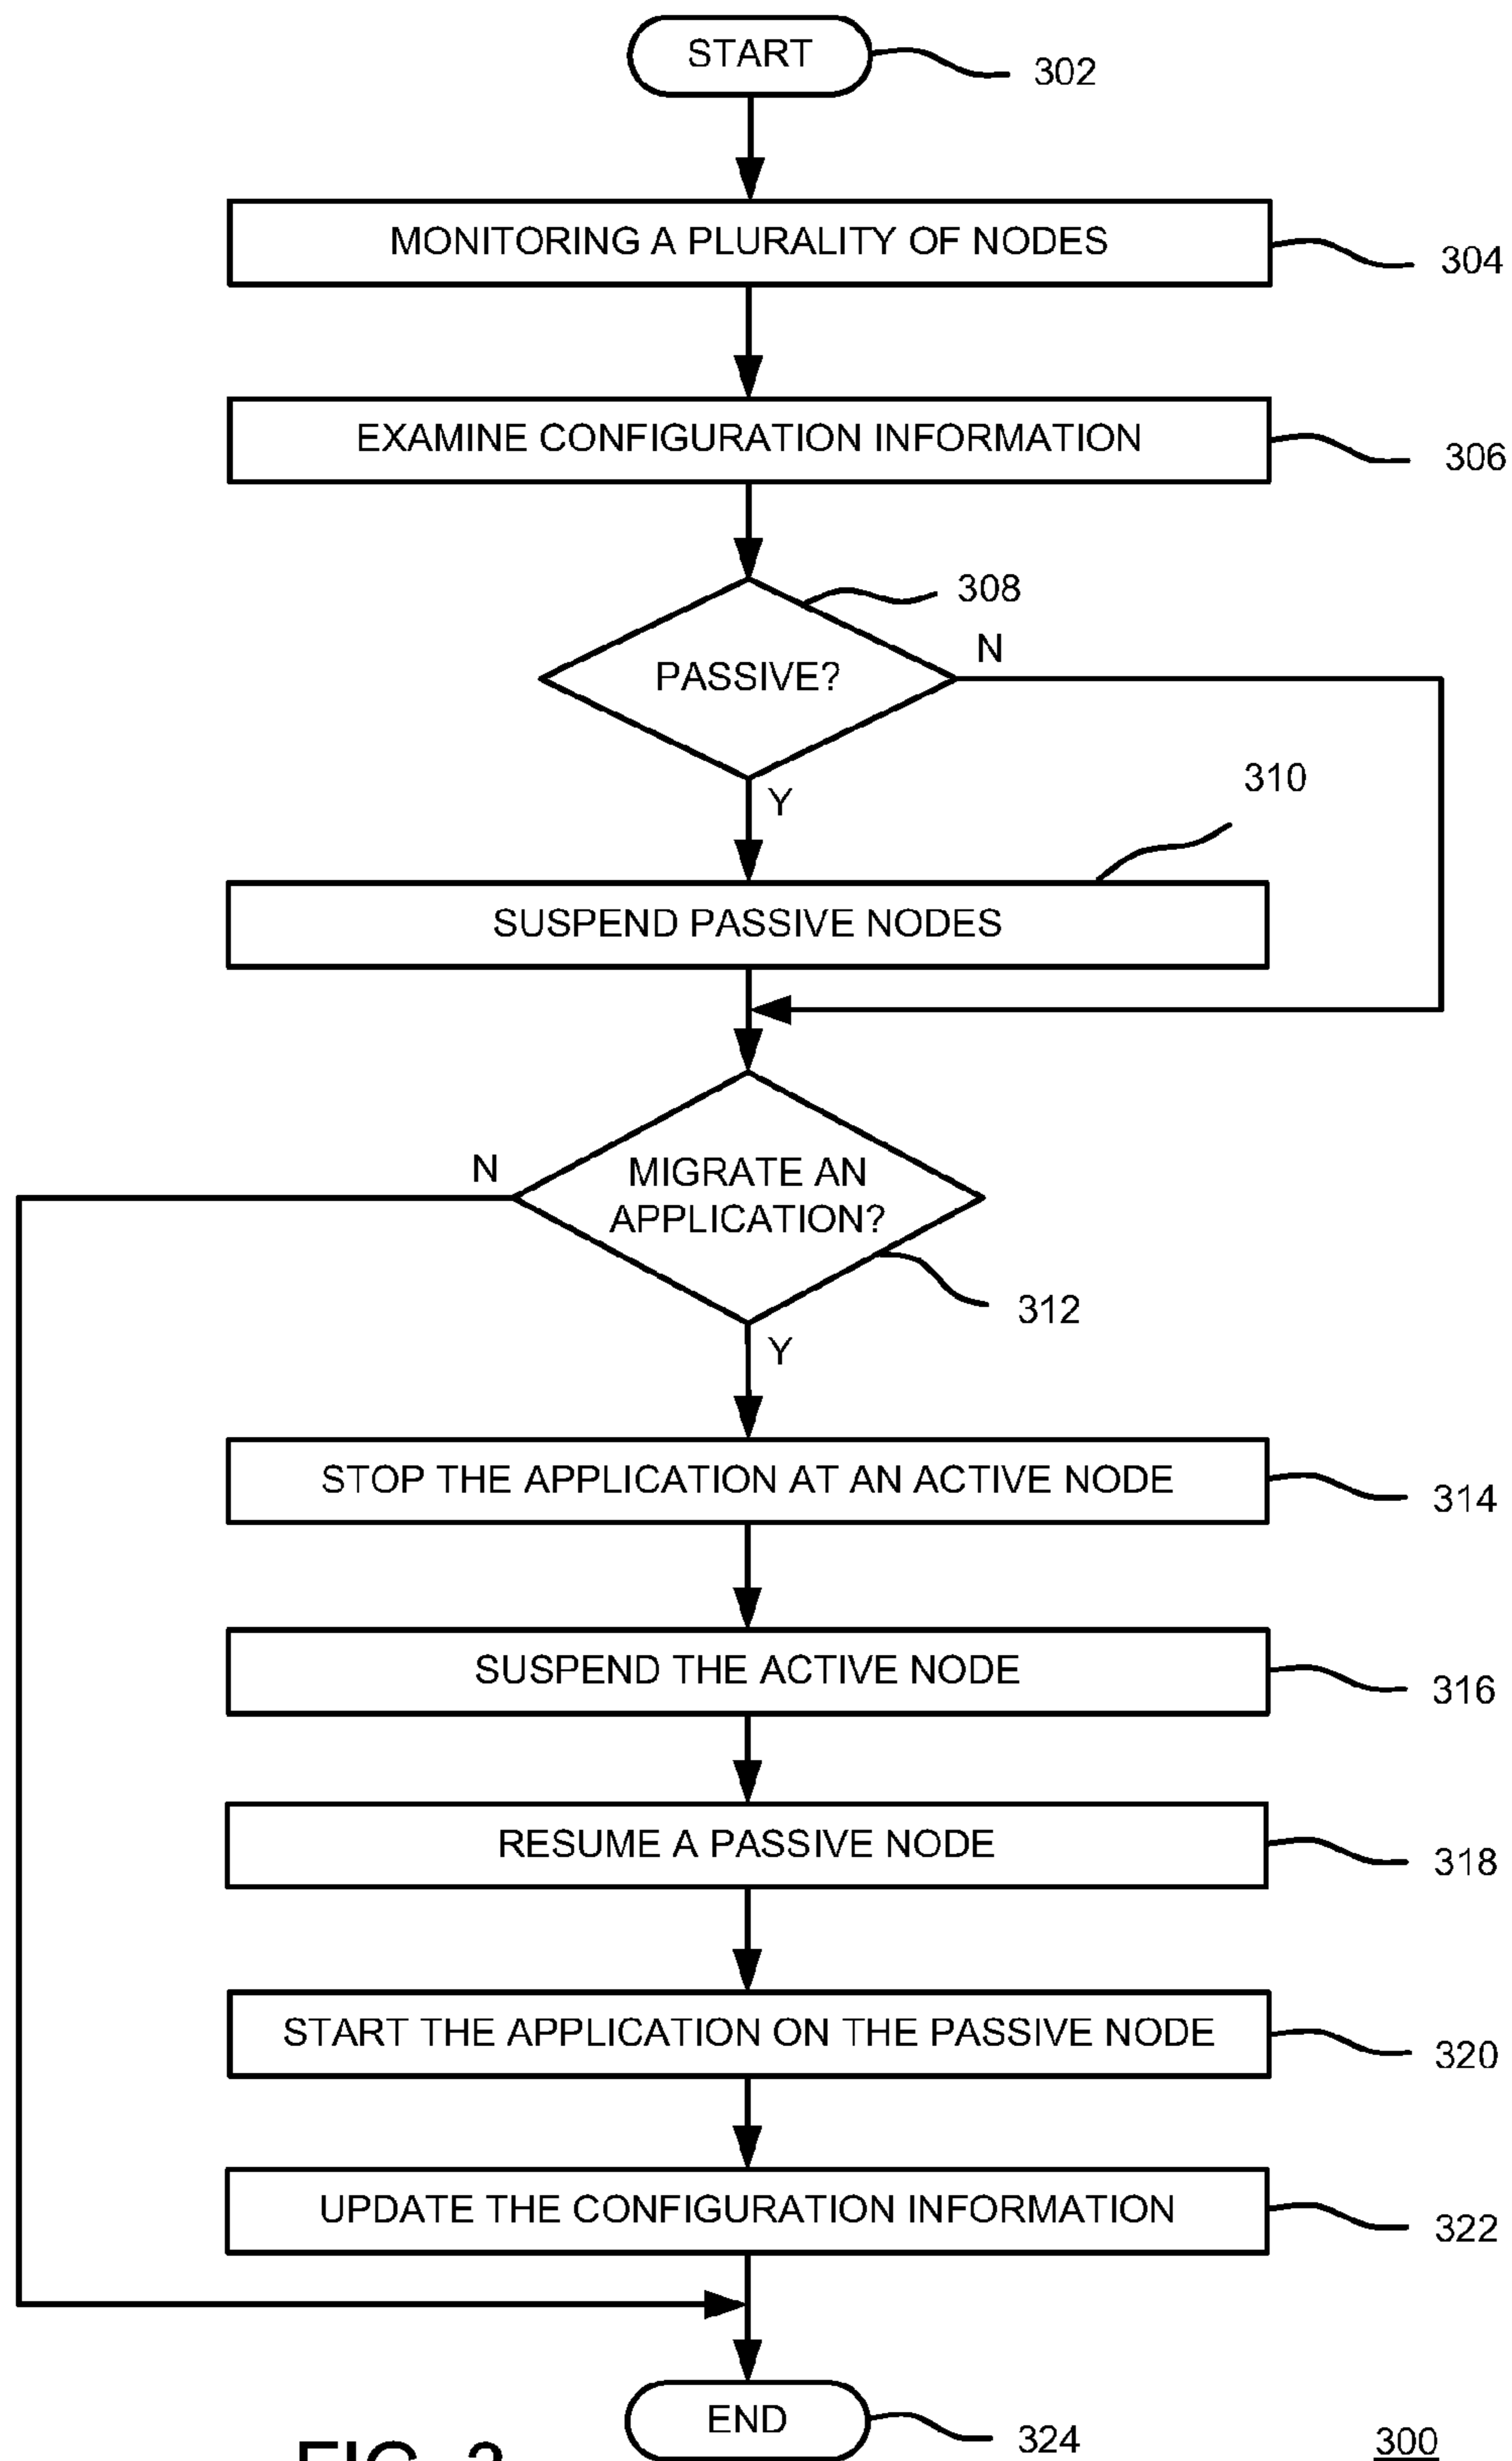 START
302
MONITORING A PLURALITY OF NODES
304
EXAMINE CONFIGURATION INFORMATION
306
308
PASSIVE?
N
Y
310
SUSPEND PASSIVE NODES
N
MIGRATE AN
APPLICATION?
312
Y
STOP THE APPLICATION AT AN ACTIVE NODE
314
SUSPEND THE ACTIVE NODE
316
RESUME A PASSIVE NODE
318
START THE APPLICATION ON THE PASSIVE NODE
320
UPDATE THE CONFIGURATION INFORMATION
322
END
324
FIG. 3
300